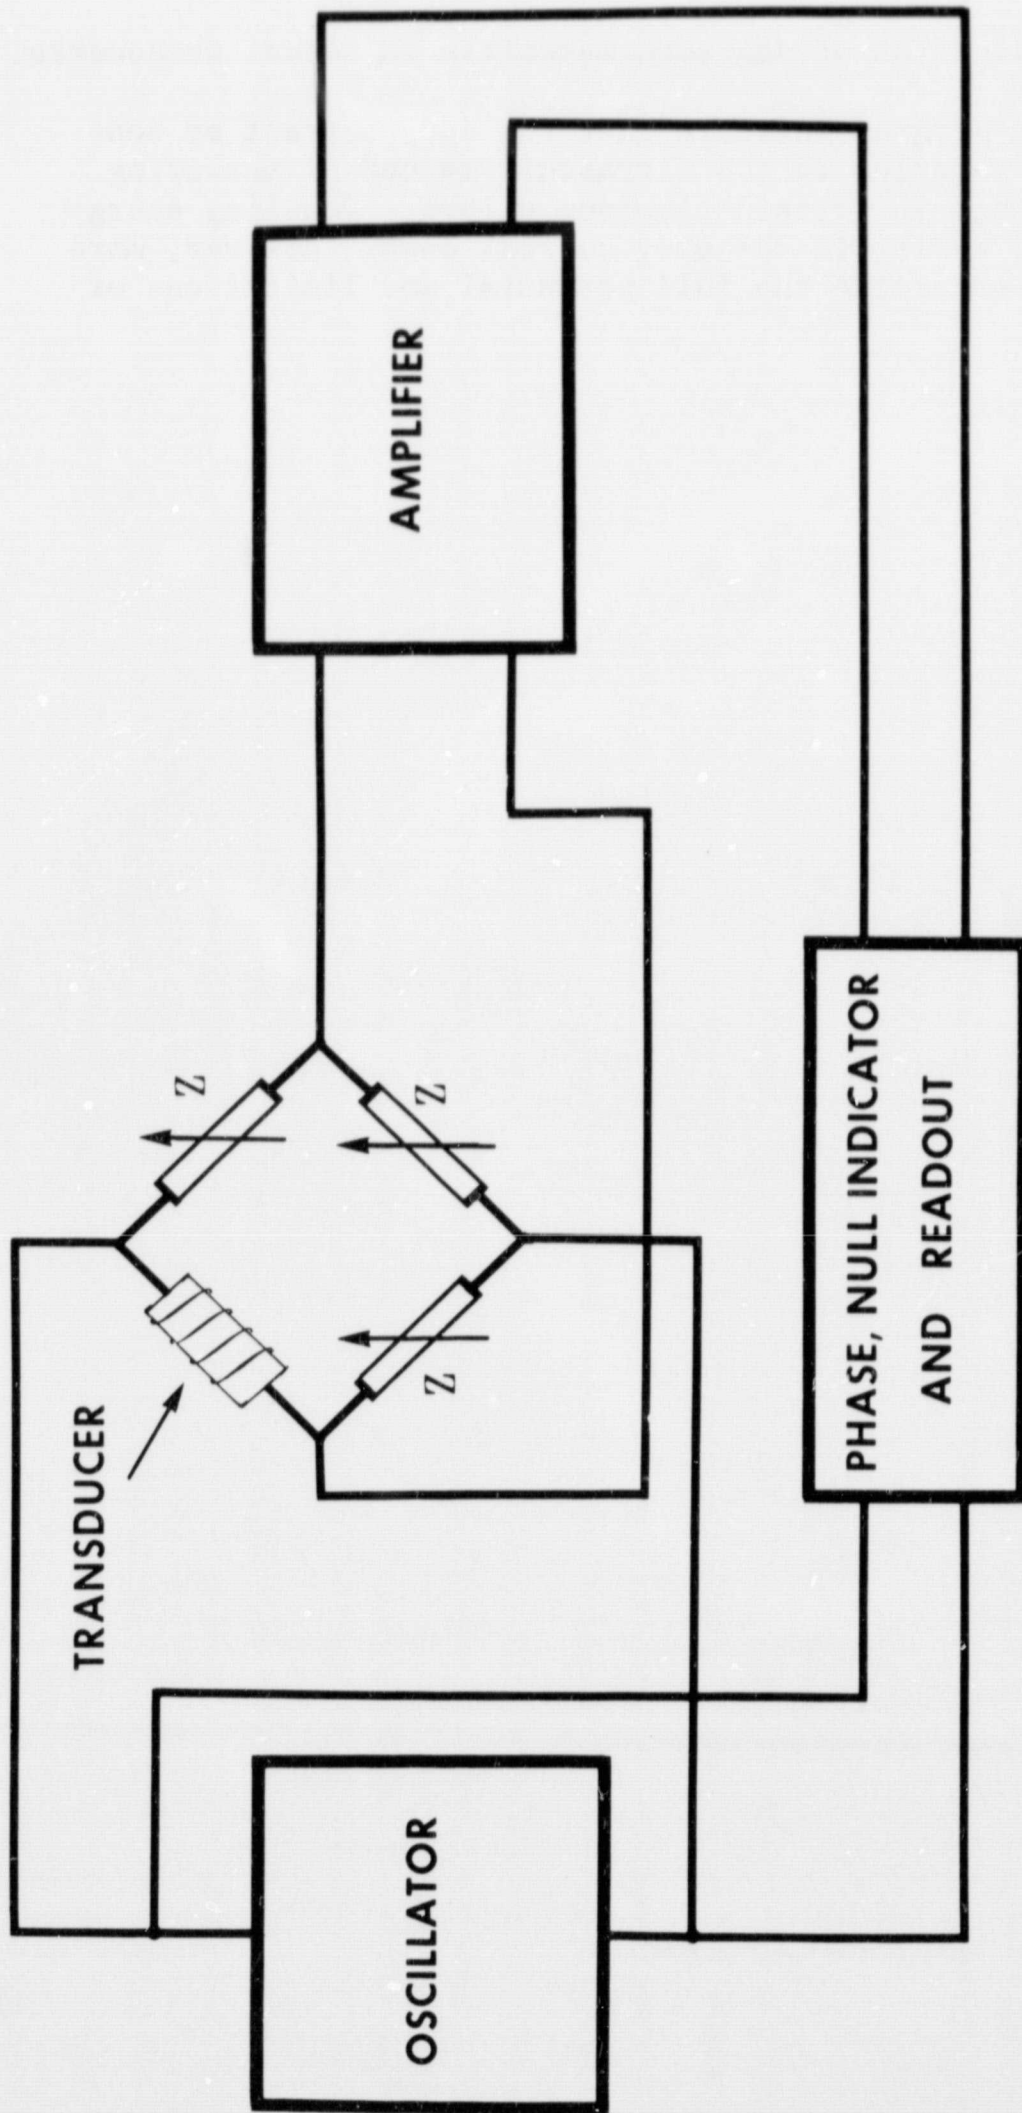 TRANSDUCER
Z
Z
Z
OSCILLATOR
AMPLIFIER
PHASE, NULL INDICATOR
AND READOUT